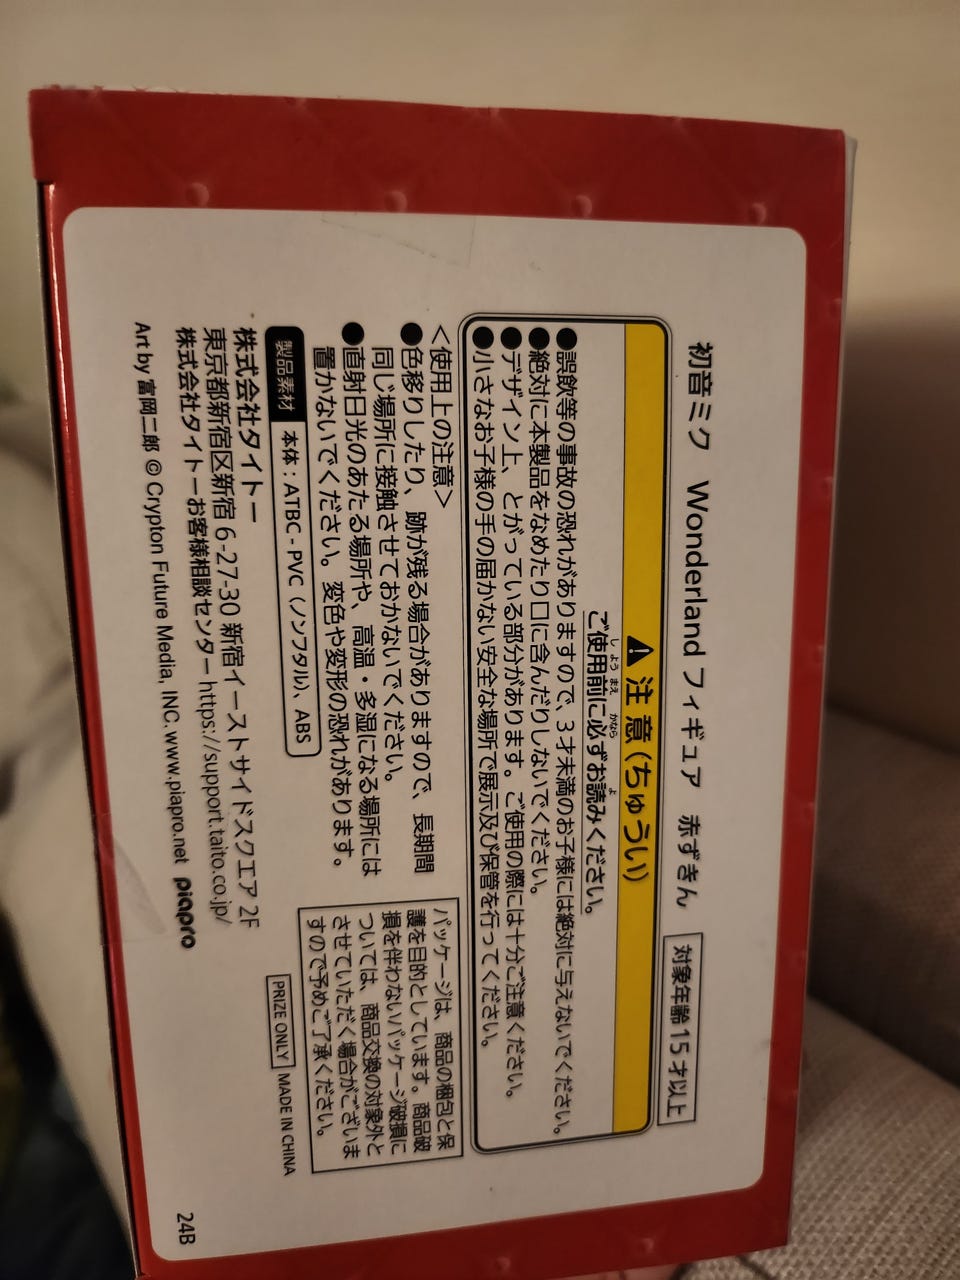 初音ミク Wonderland フィギュア 赤ずきん
対象年齢15才以上
注意(ちゅうい)
ご使用前に必ずお読みください。
しようまえ かなら よ
●誤飲等の事故の恐れがありますので、3才未満のお子様には絶対に与えないでください。
●絶対に本製品をなめたり口に含んだりしないでください。
●デザイン上、とがっている部分があります。ご使用の際には十分ご注意ください。
●小さなお子様の手の届かない安全な場所で展示及び保管を行ってください。
<使用上の注意>
●色移りしたり、跡が残る場合がありますので、長期間
同じ場所に接触させておかないでください。
●直射日光のあたる場所や、高温・多湿になる場所には
置かないでください。変色や変形の恐れがあります。
製品素材 本体:ATBC-PVC(ノンフタル)、ABS
パッケージは、商品の梱包と保
護を目的としています。商品破
損を伴わないパッケージ破損に
ついては、商品交換の対象外と
させていただく場合がございま
すので予めご了承ください。
株式会社タイトー
東京都新宿区新宿 6-27-30 新宿イーストサイドスクエア 2F
株式会社タイトーお客様相談センター https://support.taito.co.jp/
Art by 富岡二郎 © Crypton Future Media, INC. www.piapro.net piapro
PRIZE ONLY MADE IN CHINA
24B